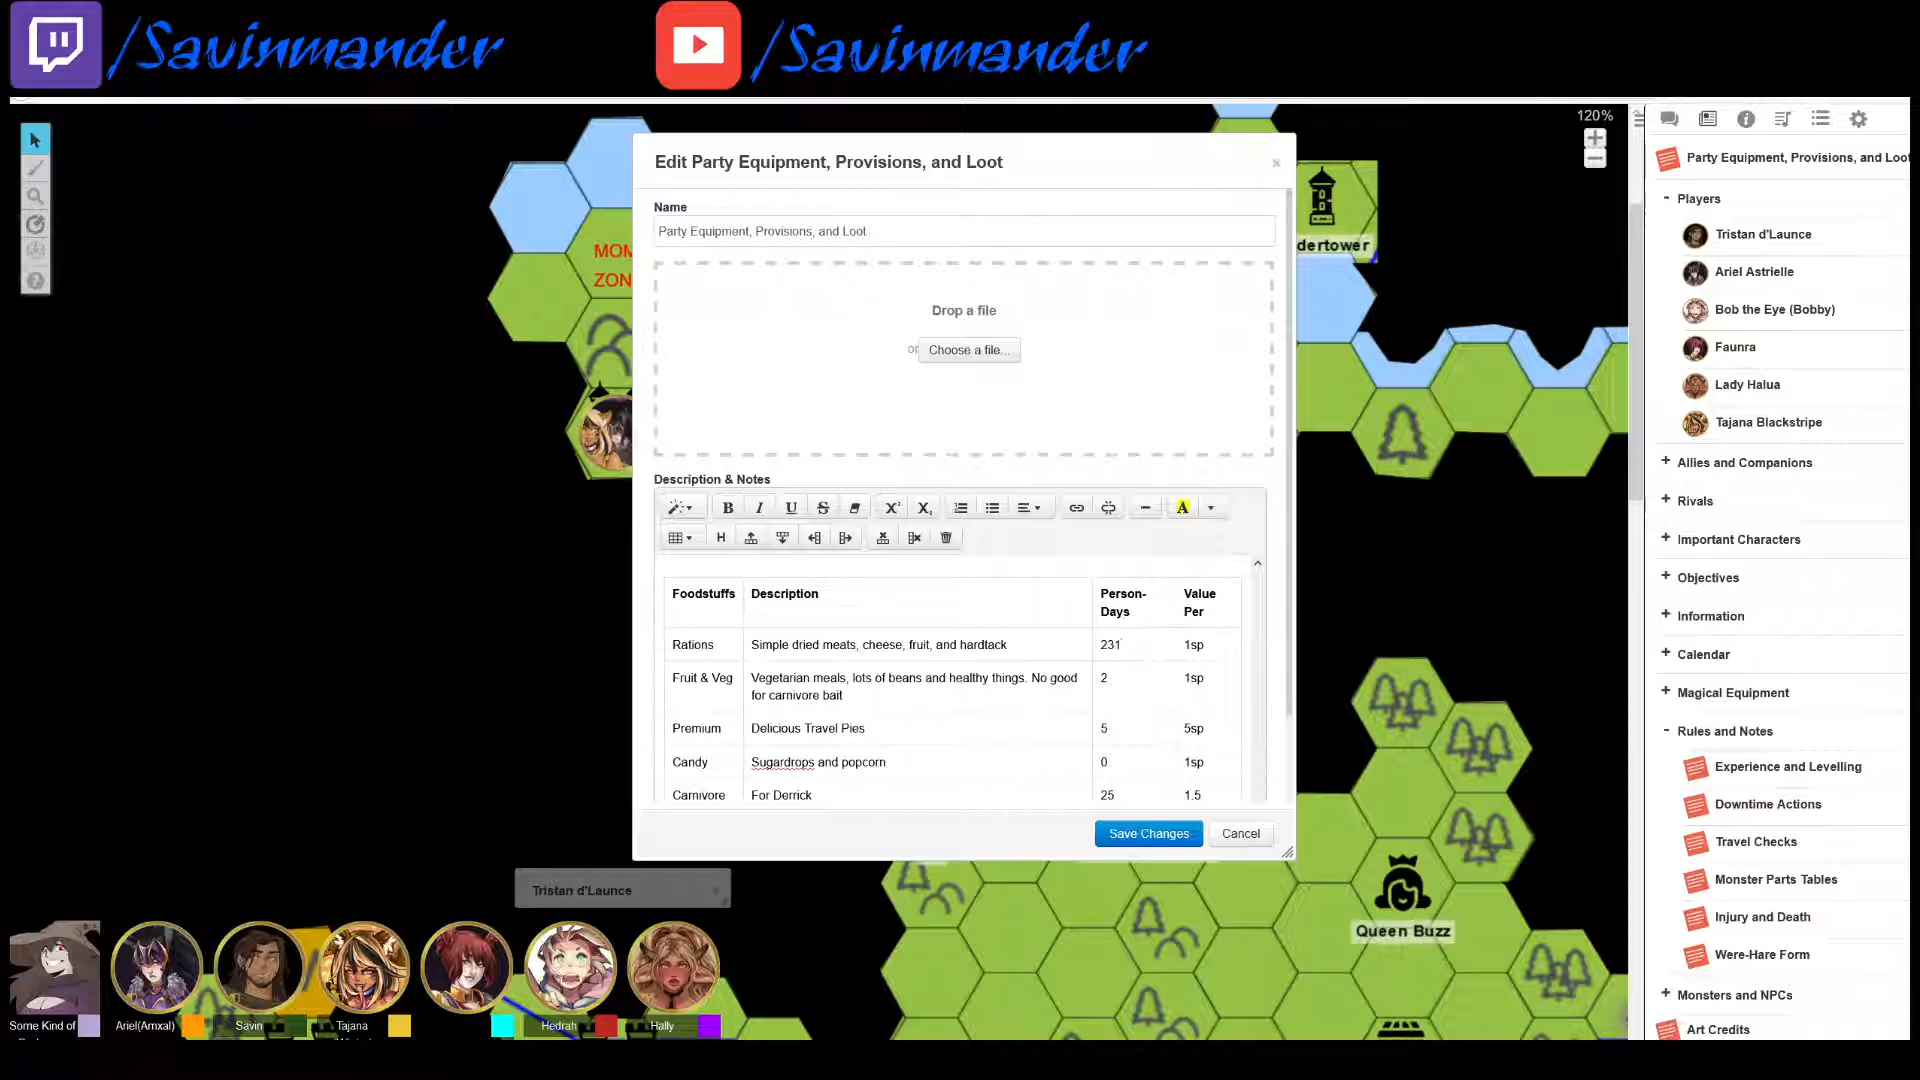 /Savinmander
/Savinmander
120%
Edit Party Equipment, Provisions, and Loot
×
Name
Party Equipment, Provisions, and Loot
Drop a file
or
Choose a file...
Description & Notes
B
I
U
S
X²
X,
A
H
Foodstuffs
Description
Person-
Days
Value
Per
Rations
Simple dried meats, cheese, fruit, and hardtack
231
1sp
Fruit & Veg
Vegetarian meals, lots of beans and healthy things. No good
for carnivore bait
2
1sp
Premium
Delicious Travel Pies
5
5sp
Candy
Sugardrops and popcorn
0
1sp
Carnivore
For Derrick
25
1.5
Save Changes
Cancel
MOM
ZON
dertower
Queen Buzz
Tristan d'Launce
Some Kind of
Ariel(Amxal)
Savin
Tajana
Hedrah
Hally
Party Equipment, Provisions, and Loot
- Players
Tristan d'Launce
Ariel Astrielle
Bob the Eye (Bobby)
Faunra
Lady Halua
Tajana Blackstripe
+ Allies and Companions
+ Rivals
+ Important Characters
+ Objectives
+ Information
+ Calendar
+ Magical Equipment
- Rules and Notes
Experience and Levelling
Downtime Actions
Travel Checks
Monster Parts Tables
Injury and Death
Were-Hare Form
+ Monsters and NPCs
Art Credits